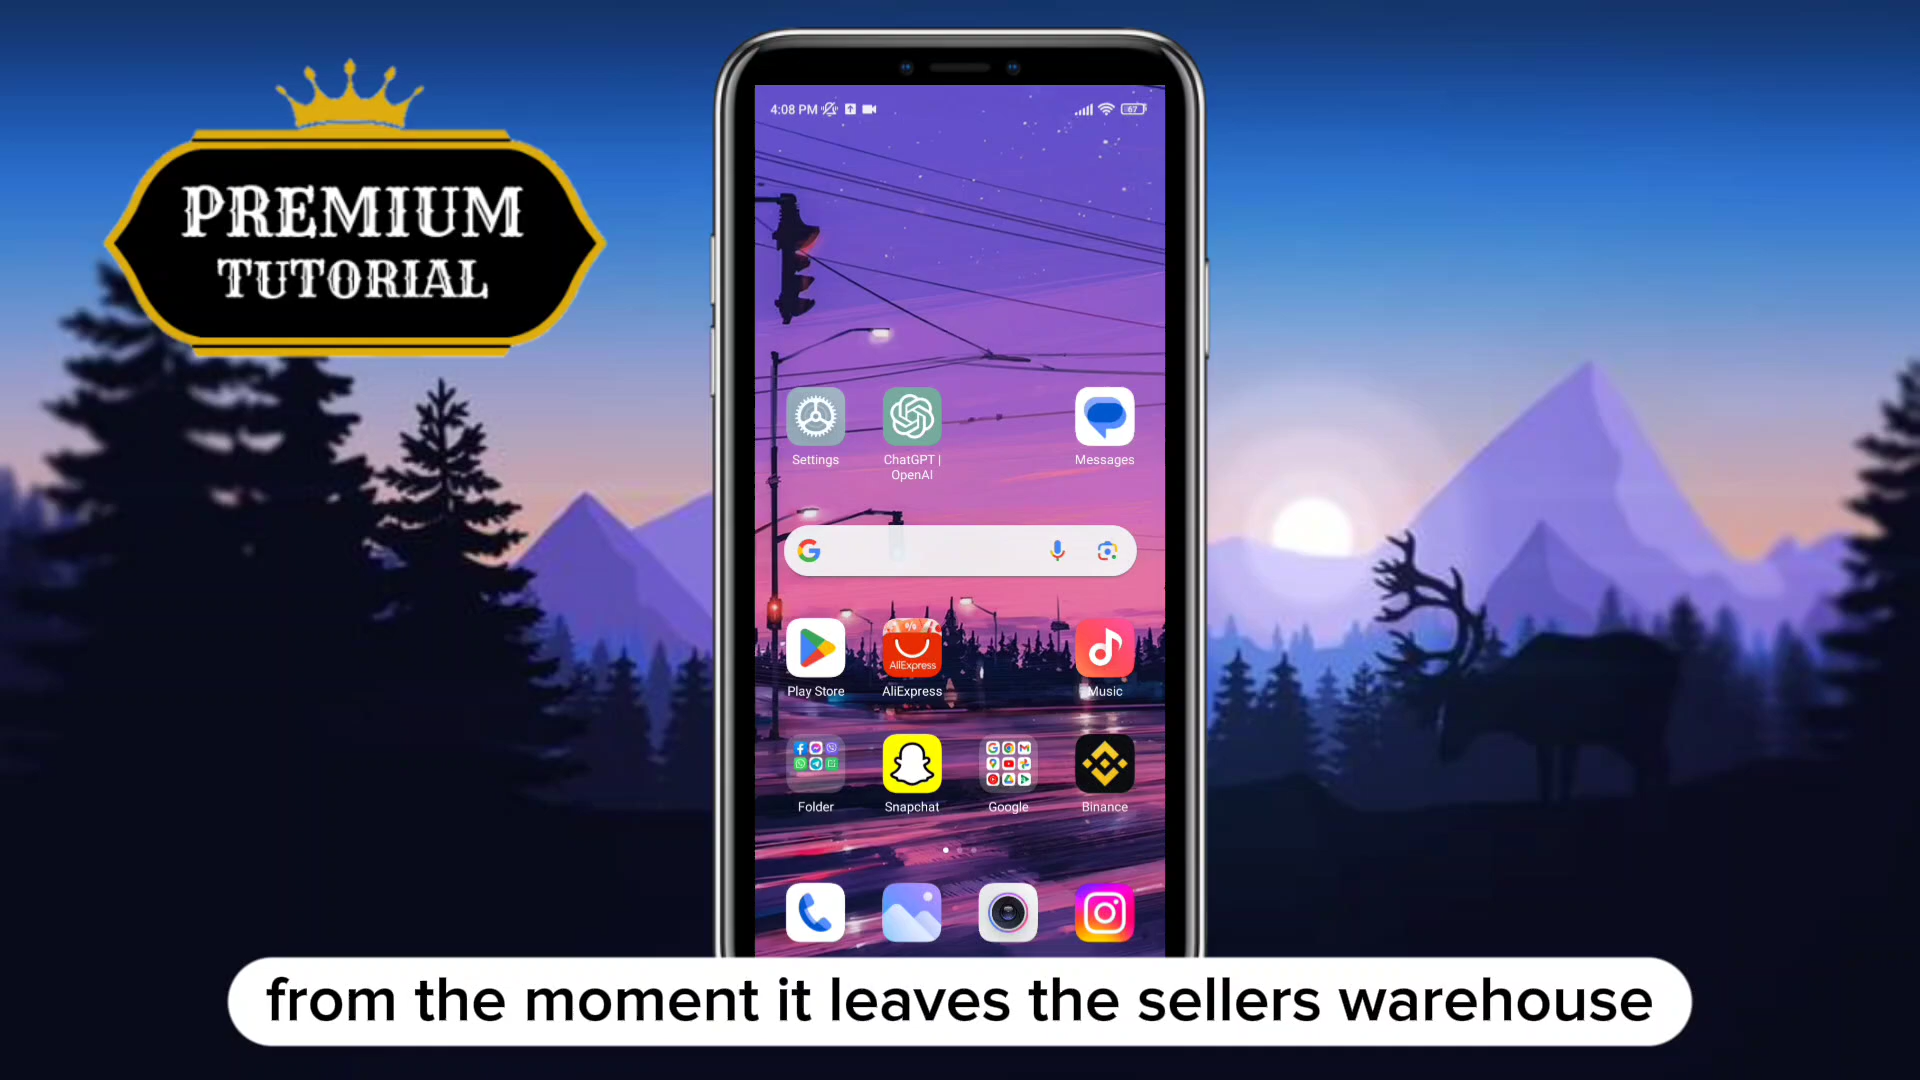 PREMIUM
TUTORIAL
4:08 PM
67
Settings
ChatGPT |
OpenAI
Messages
G
%
AliExpress
Play Store
AliExpress
Music
Folder
Snapchat
Google
Binance
from the moment it leaves the sellers warehouse